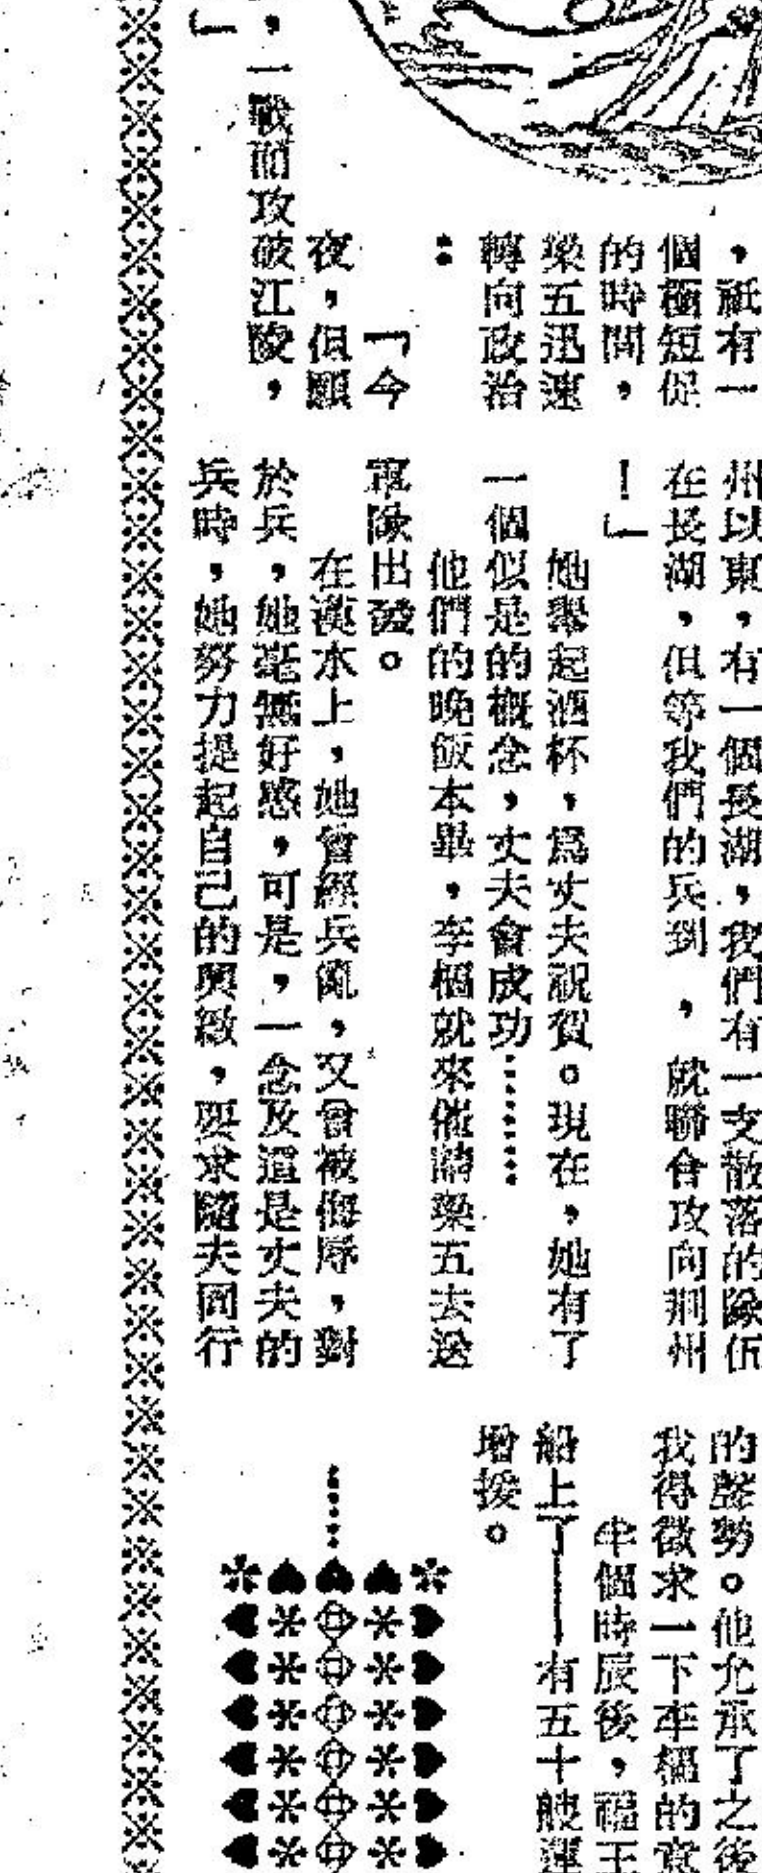 ，祇有一
個極短促
的時間，
樂五迅速
轉向政治
：
「今
夜，但願
，一戰而攻破江陵，
」
州以東，有一個長湖，我們有一支散落的隊伍
在長湖，但等我們的兵到，就聯合攻向荆州
！」
她舉起酒杯，爲丈夫祝賀。現在，她有了
一個似是的概念，丈夫會成功………
他們的晚飯未畢，李樞就來催請樂五去送
軍隊出發。
在漢水上，她曾經兵亂，又曾被侮辱，對
於兵，她毫無好感，可是，一念及這是丈夫的
兵時，她努力提起自己的興緻，要求隨夫同行
的聲勢。他允承了之後
我得徵求一下李樞的意
半個時辰後，福王
船上了——有五十艘運
增援。
……